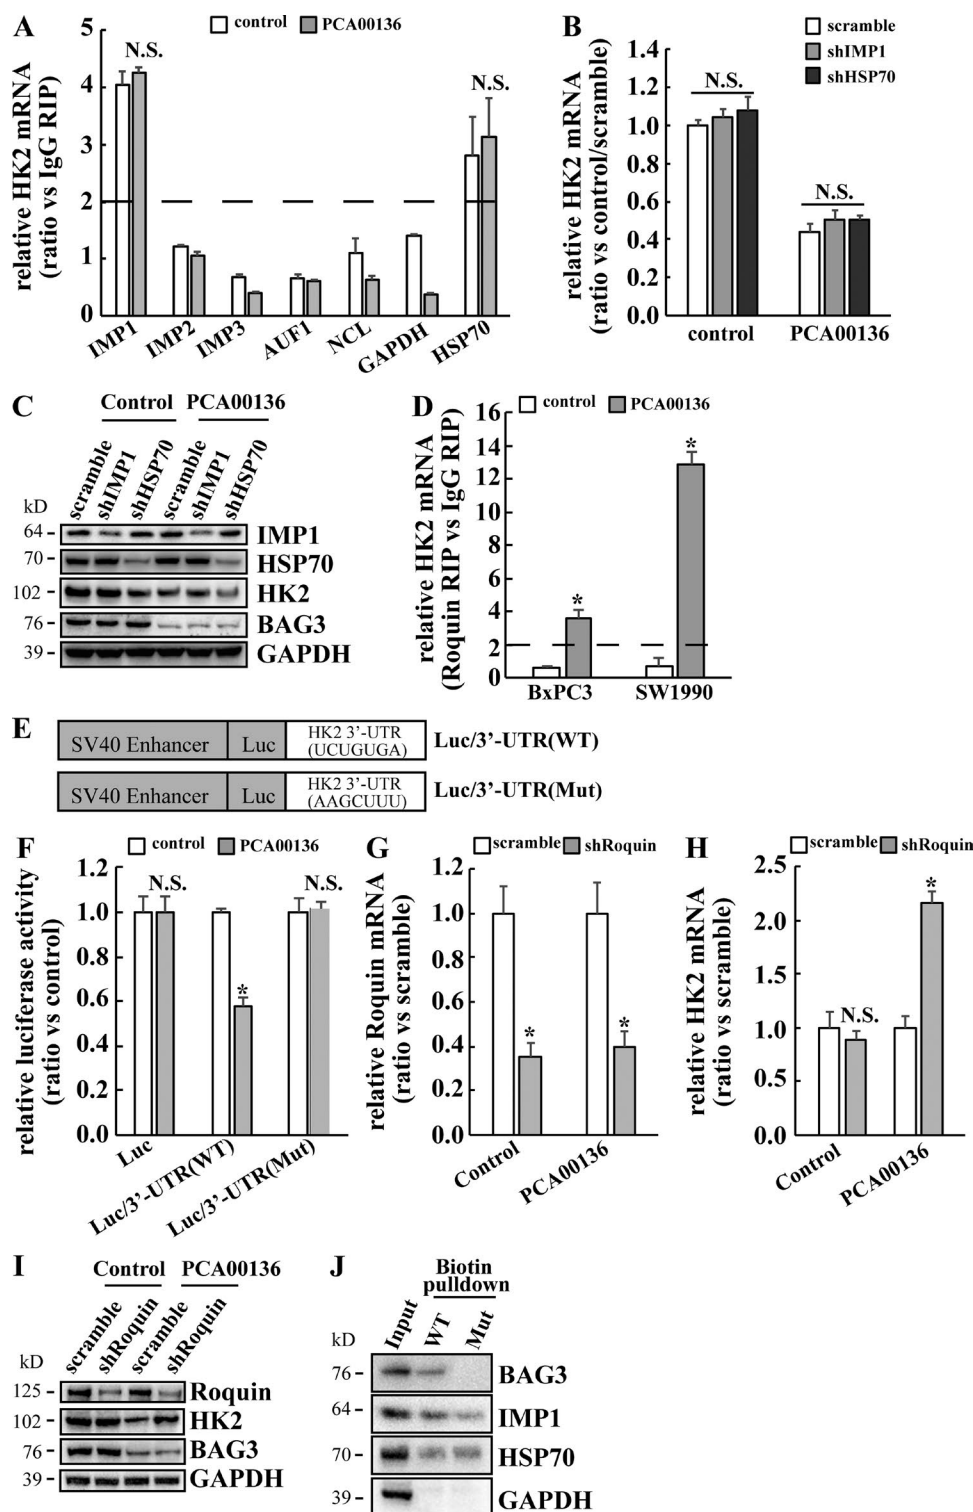 A
control PCA00136
relative HK2 mRNA
(ratio vs IgG RIP)
5
4
3
2
1
0
N.S.
N.S.
IMP1 IMP2 IMP3 AUF1 NCL GAPDH HSP70
B
scramble
shIMP1
shHSP70
relative HK2 mRNA
(ratio vs control/scramble)
1.4
1.2
1.0
0.8
0.6
0.4
0.2
0.0
N.S.
N.S.
control PCA00136
C
Control PCA00136
scramble shIMP1 shHSP70 scramble shIMP1 shHSP70
kD
64 IMP1
70 HSP70
102 HK2
76 BAG3
39 GAPDH
D
control PCA00136
relative HK2 mRNA
(Roquin RIP vs IgG RIP)
16
14
12
10
8
6
4
2
0
*
*
BxPC3 SW1990
E
SV40 Enhancer Luc HK2 3’-UTR
(UCUGUGA)
Luc/3’-UTR(WT)
SV40 Enhancer Luc HK2 3’-UTR
(AAGCUUU)
Luc/3’-UTR(Mut)
F
control PCA00136
relative luciferase activity
(ratio vs control)
1.2
1.0
0.8
0.6
0.4
0.2
0.0
N.S.
*
N.S.
Luc Luc/3’-UTR(WT) Luc/3’-UTR(Mut)
G
scramble shRoquin
relative Roquin mRNA
(ratio vs scramble)
1.2
1.0
0.8
0.6
0.4
0.2
0.0
*
*
Control PCA00136
H
scramble shRoquin
relative HK2 mRNA
(ratio vs scramble)
2.5
2.0
1.5
1.0
0.5
0.0
N.S.
*
Control PCA00136
I
Control PCA00136
scramble shRoquin scramble shRoquin
kD
125 Roquin
102 HK2
76 BAG3
39 GAPDH
J
Biotin
pulldown
Input WT Mut
kD
76 BAG3
64 IMP1
70 HSP70
39 GAPDH